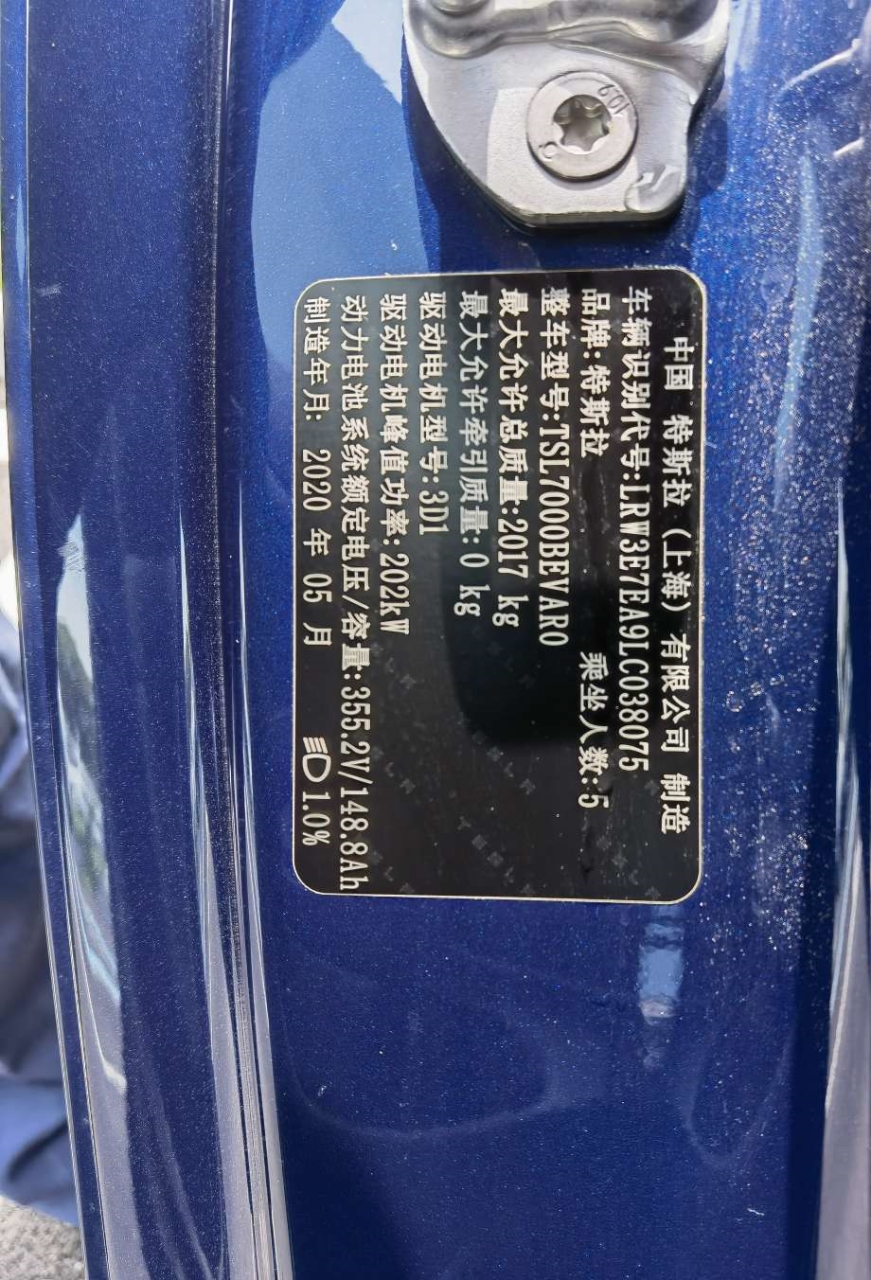 10.9
中国 特斯拉 (上海) 有限公司 制造
车辆识别代号:LRW3E7EA9LC038075
品牌:特斯拉 乘坐人数:5
整车型号:TSL7000BEVAR0
最大允许总质量:2017 kg
最大允许牵引质量: 0 kg
驱动电机型号:3D1
驱动电机峰值功率:202kW
动力电池系统额定电压/容量:355.2V/148.8Ah
制造年月: 2020 年 05 月 1.0%